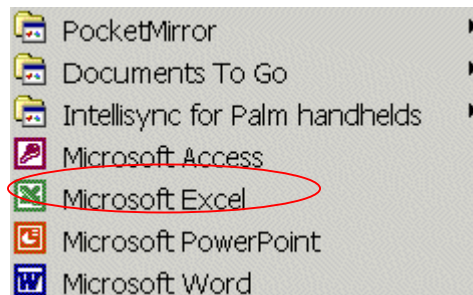 PocketMirror
Documents To Go
Intellisync for Palm handhelds
Microsoft Access
Microsoft Excel
Microsoft PowerPoint
Microsoft Word